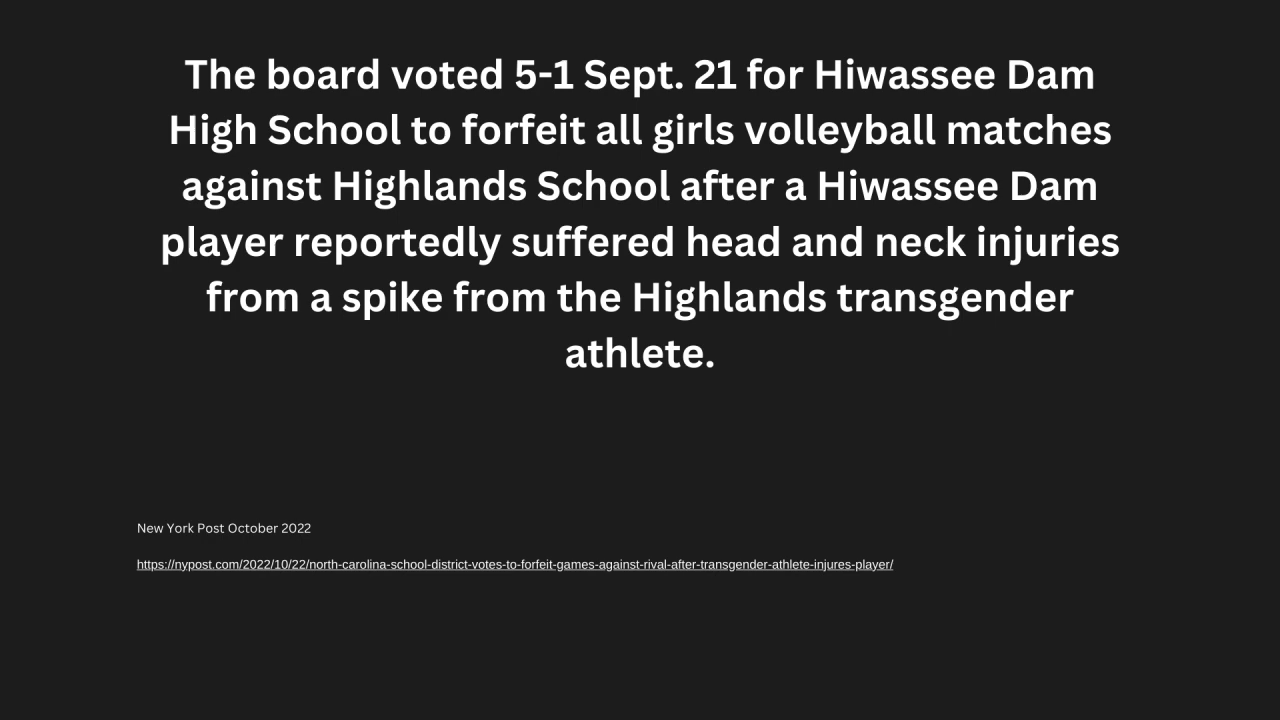 The board voted 5-1 Sept. 21 for Hiwassee Dam
High School to forfeit all girls volleyball matches
against Highlands School after a Hiwassee Dam
player reportedly suffered head and neck injuries
from a spike from the Highlands transgender
athlete.
New York Post October 2022
https://nypost.com/2022/10/22/north-carolina-school-district-votes-to-forfeit-games-against-rival-after-transgender-athlete-injures-player/